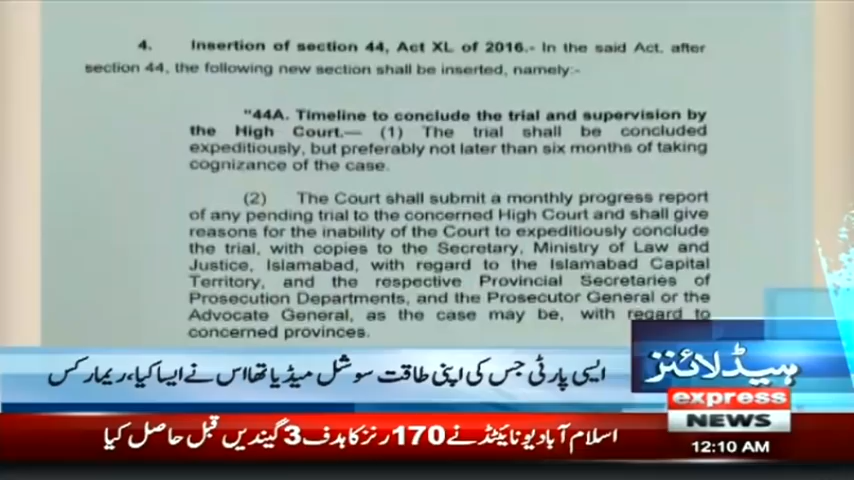 4. Insertion of section 44, Act XL of 2016.- In the said Act, after
section 44, the following new section shall be inserted, namely:-
"44A. Timeline to conclude the trial and supervision by
the High Court.— (1) The trial shall be concluded
expeditiously, but preferably not later than six months of taking
cognizance of the case.
(2) The Court shall submit a monthly progress report
of any pending trial to the concerned High Court and shall give
reasons for the inability of the Court to expeditiously conclude
the trial, with copies to the Secretary, Ministry of Law and
Justice, Islamabad, with regard to the Islamabad Capital
Territory, and the respective Provincial Secretaries of
Prosecution Departments, and the Prosecutor General or the
Advocate General, as the case may be, with regard to
concerned provinces.
ہیڈلائنز
ایسی پارٹی جس کی اپنی طاقت سوشل میڈیا تھا اس نے ایسا کیا، ریمارکس
express
NEWS
12:10 AM
اسلام آباد یونائیٹڈ نے 170 رنز کا ہدف 3 گیندیں قبل حاصل کیا